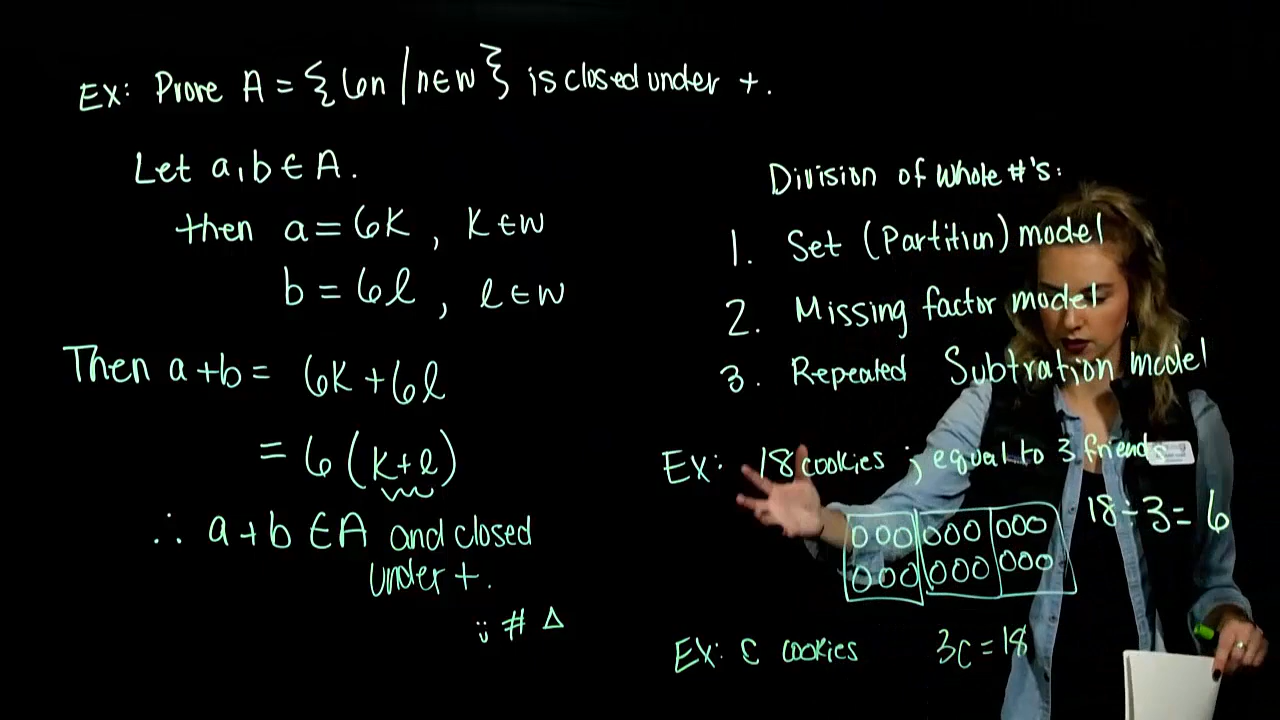 Ex: Prove A = {6n | n ∈ W} is closed under +.
Let a, b ∈ A.
then a = 6k, k ∈ W
b = 6l, l ∈ W
Then a + b = 6k + 6l
= 6(k+l)
∴ a + b ∈ A and closed
under +.
∵ # Δ
Division of whole #'s:
1. Set (Partition) model
2. Missing factor model
3. Repeated Subtration model
Ex: 18 cookies ; equal to 3 friends
000 000 000
000 000 000
18 ÷ 3 = 6
Ex: c cookies 3c = 18